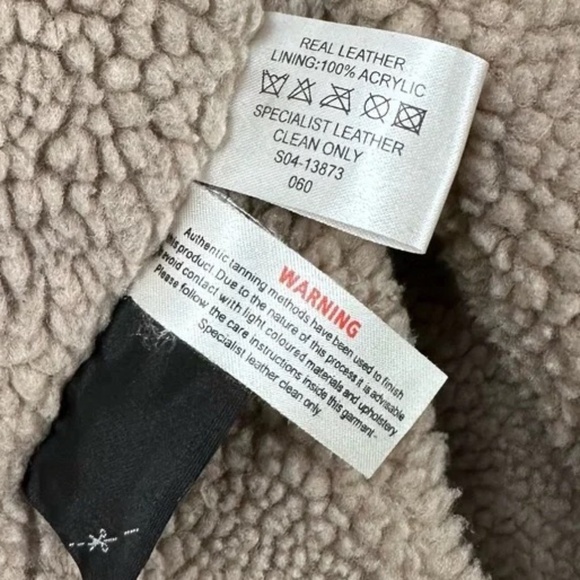 REAL LEATHER
LINING:100% ACRYLIC
SPECIALIST LEATHER
CLEAN ONLY
S04-13873
060
WARNING
Authentic tanning methods have been used to finish
this product. Due to the nature of this process it is advisable
avoid contact with light coloured materials and upholstery
Please follow the care instructions inside this garment-
Specialist leather clean only